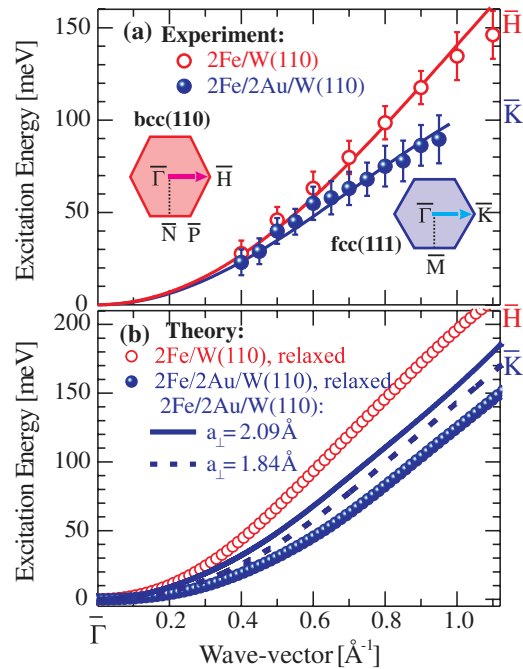 (a) Experiment:
2Fe/W(110)
2Fe/2Au/W(110)
H̅
K̅
bcc(110)
Γ̅ H̅
N̅ P̅
fcc(111)
Γ̅ K̅
M̅
Excitation Energy [meV]
150
100
50
0
(b) Theory:
2Fe/W(110), relaxed
2Fe/2Au/W(110), relaxed
2Fe/2Au/W(110):
a⊥=2.09Å
a⊥=1.84Å
H̅
K̅
Excitation Energy [meV]
200
150
100
50
0
Γ̅ 0.2 0.4 0.6 0.8 1.0
Wave-vector [Å⁻¹]